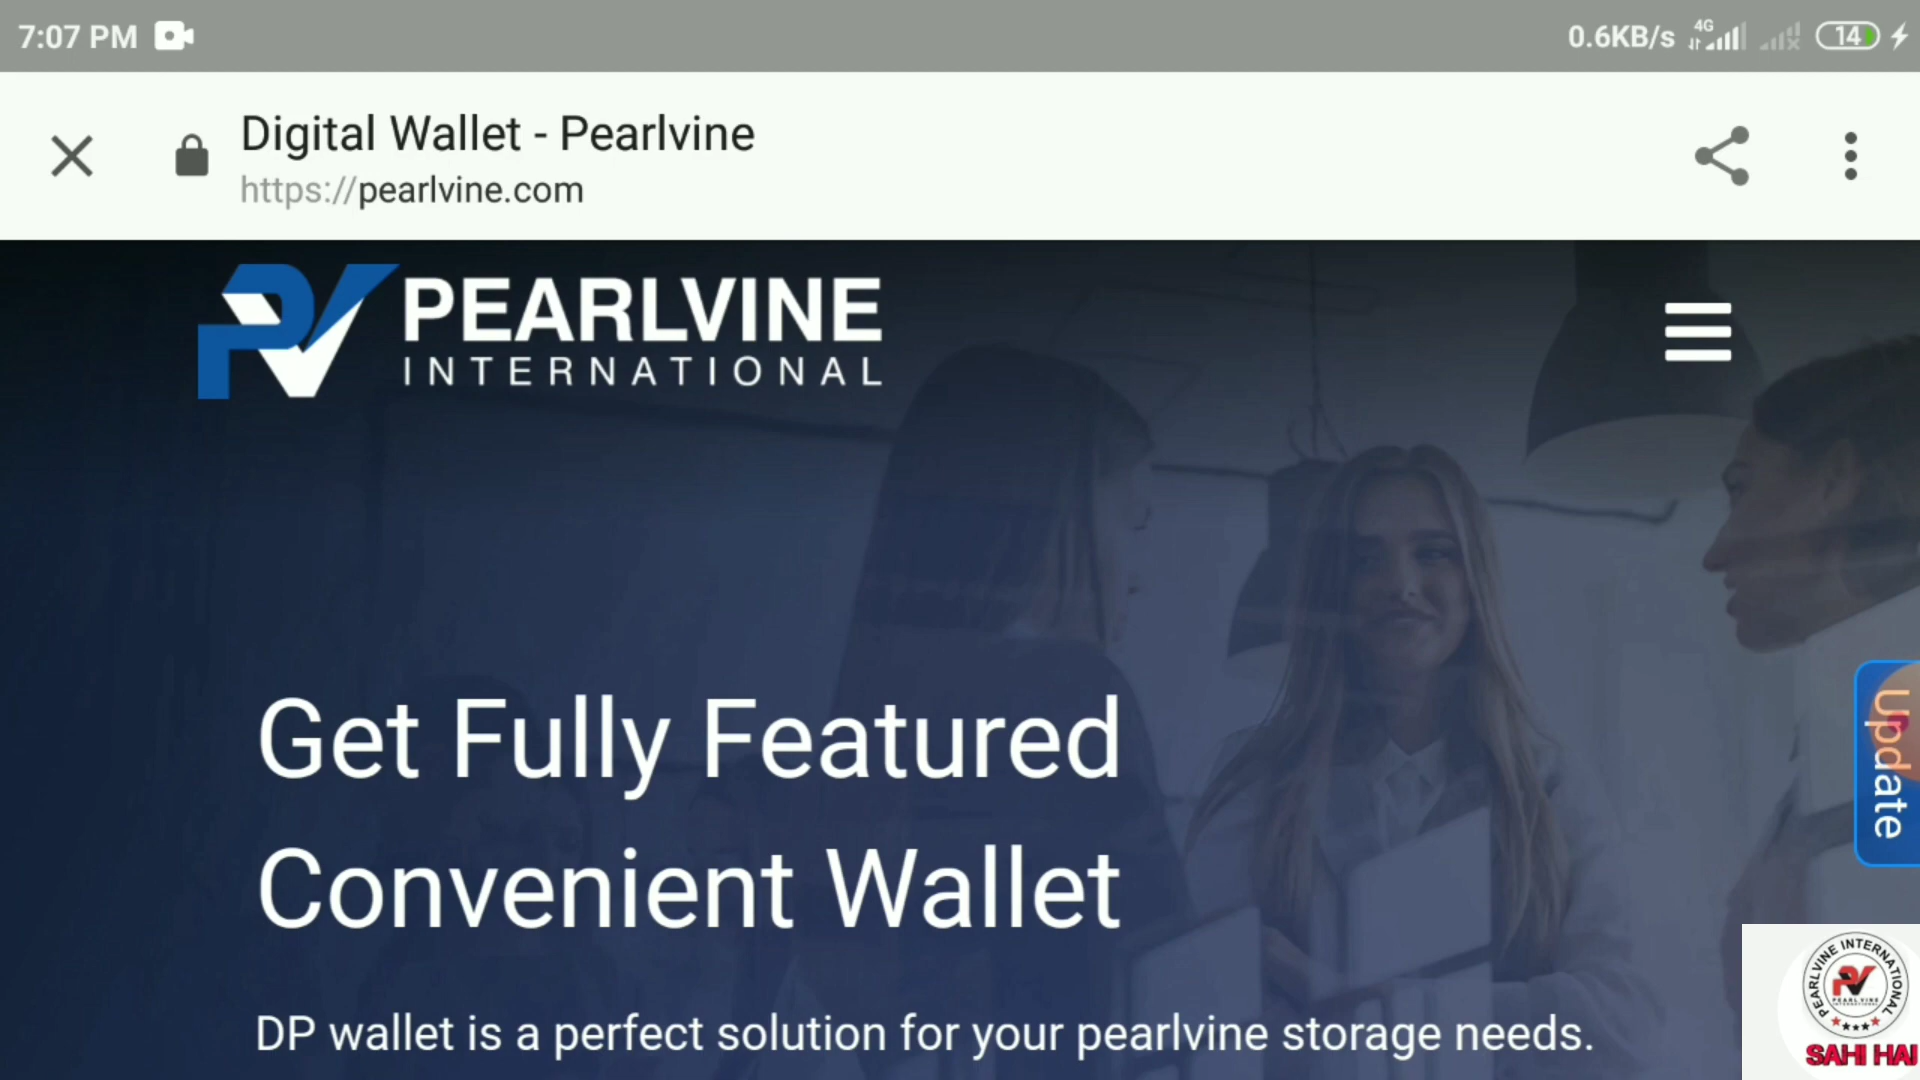 7:07 PM
0.6KB/s 4G 14
Digital Wallet - Pearlvine
https://pearlvine.com
PEARLVINE
INTERNATIONAL
Get Fully Featured
Convenient Wallet
DP wallet is a perfect solution for your pearlvine storage needs.
Update
PEARLVINE INTERNATIONAL
PEARLVINE
SAHI HAI